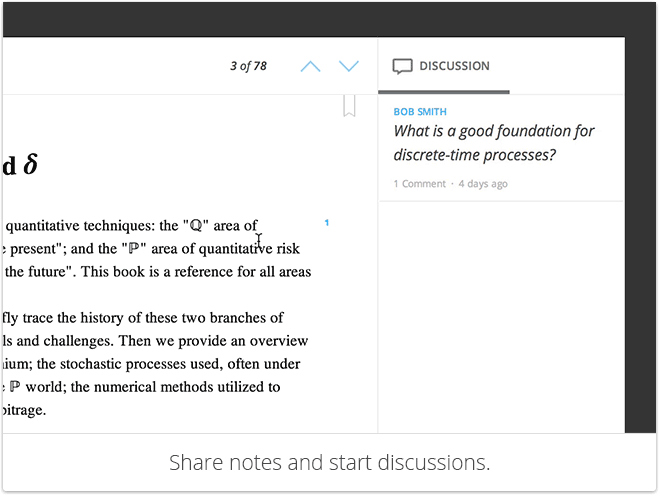 3 of 78
DISCUSSION
BOB SMITH
What is a good foundation for
discrete-time processes?
1 Comment · 4 days ago
d δ
quantitative techniques: the "ℚ" area of
1
present"; and the "ℙ" area of quantitative risk
the future". This book is a reference for all areas
fly trace the history of these two branches of
ls and challenges. Then we provide an overview
ium; the stochastic processes used, often under
ℙ world; the numerical methods utilized to
bitrage.
Share notes and start discussions.